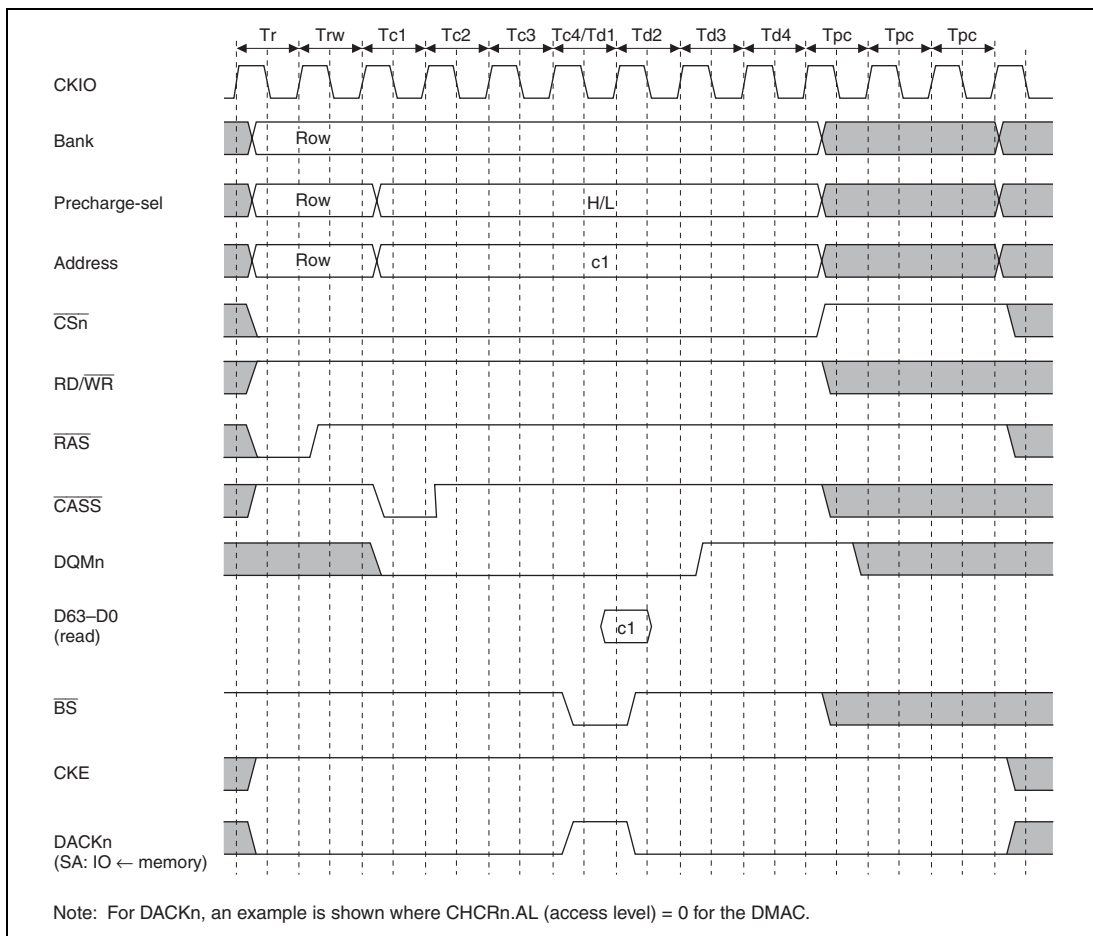 Tr Trw Tc1 Tc2 Tc3 Tc4/Td1 Td2 Td3 Td4 Tpc Tpc Tpc
CKIO
Bank Row
Precharge-sel Row H/L
Address Row c1
CSn
RD/WR
RAS
CASS
DQMn
D63–D0
(read) c1
BS
CKE
DACKn
(SA: IO ← memory)
Note: For DACKn, an example is shown where CHCRn.AL (access level) = 0 for the DMAC.